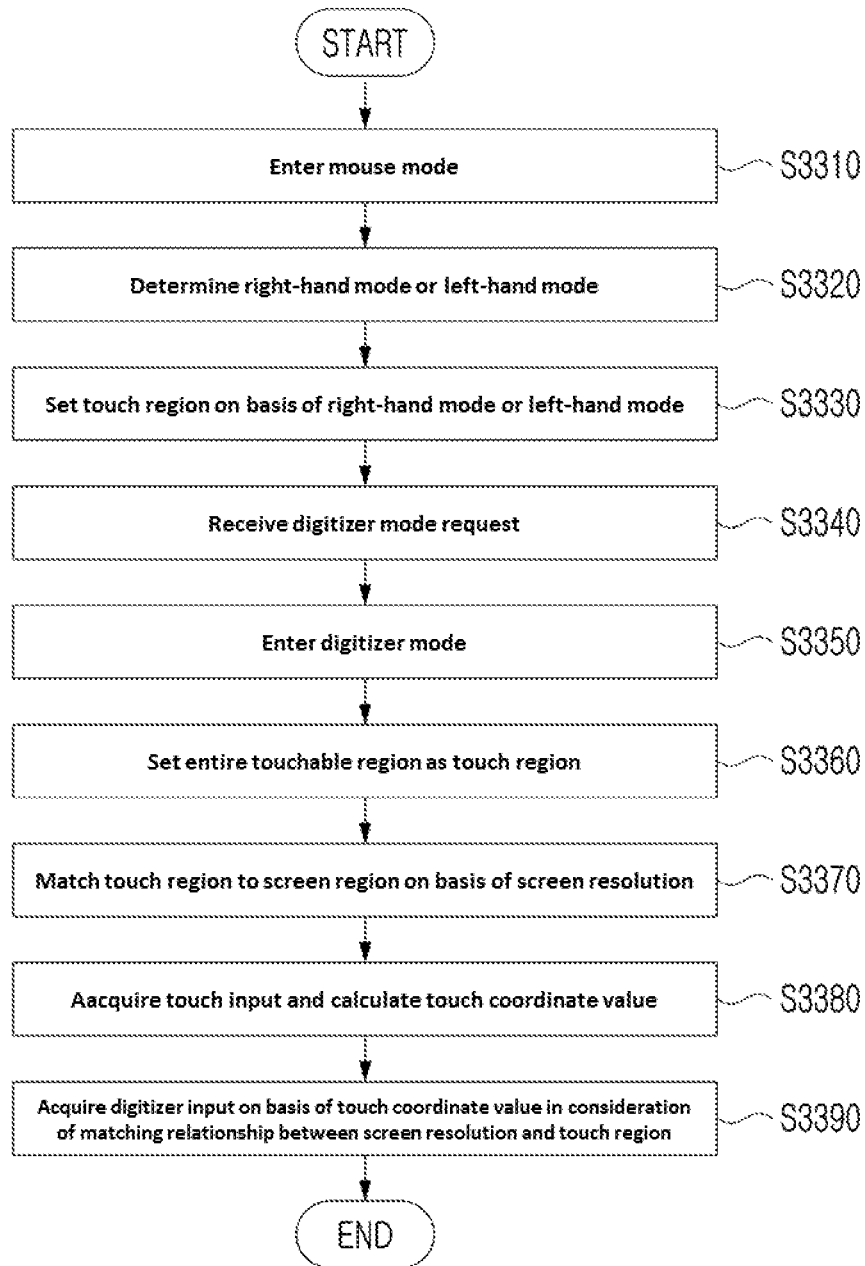 START
Enter mouse mode
S3310
Determine right-hand mode or left-hand mode
S3320
Set touch region on basis of right-hand mode or left-hand mode
S3330
Receive digitizer mode request
S3340
Enter digitizer mode
S3350
Set entire touchable region as touch region
S3360
Match touch region to screen region on basis of screen resolution
S3370
Aacquire touch input and calculate touch coordinate value
S3380
Acquire digitizer input on basis of touch coordinate value in consideration
of matching relationship between screen resolution and touch region
S3390
END